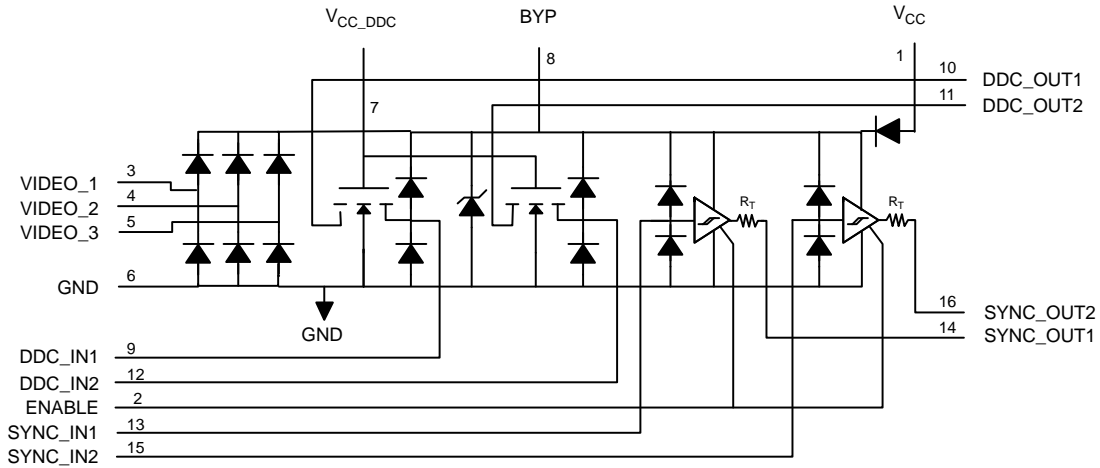 V_CC_DDC
BYP
V_CC
8
1
10
DDC_OUT1
11
DDC_OUT2
7
VIDEO_1
3
VIDEO_2
4
VIDEO_3
5
R_T
R_T
GND
6
GND
16
SYNC_OUT2
14
SYNC_OUT1
DDC_IN1
9
DDC_IN2
12
ENABLE
2
SYNC_IN1
13
SYNC_IN2
15